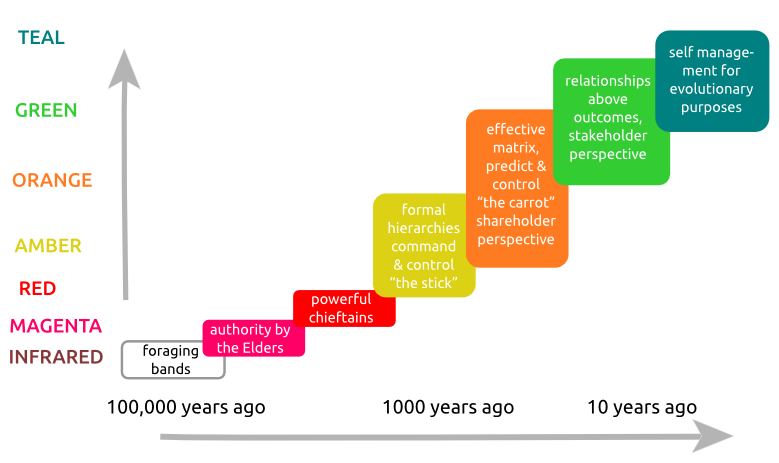 TEAL
GREEN
ORANGE
AMBER
RED
MAGENTA
INFRARED
foraging
bands
authority by
the Elders
powerful
chieftains
formal
hierarchies
command
& control
"the stick"
effective
matrix,
predict &
control
"the carrot"
shareholder
perspective
relationships
above
outcomes,
stakeholder
perspective
self manage-
ment for
evolutionary
purposes
100,000 years ago
1000 years ago
10 years ago